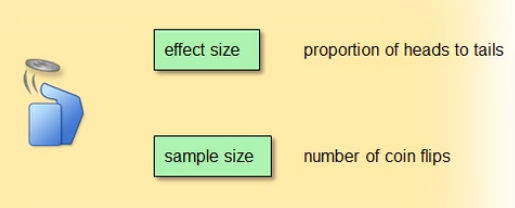 effect size proportion of heads to tails
sample size number of coin flips